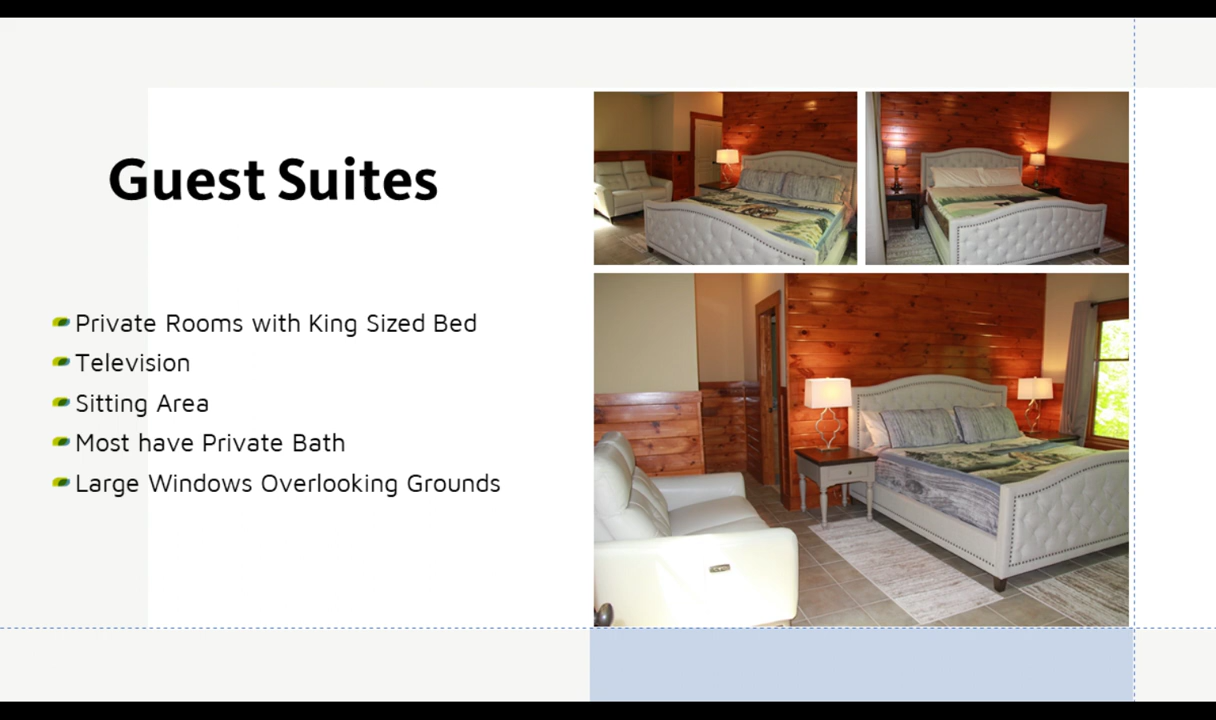 Guest Suites
Private Rooms with King Sized Bed
Television
Sitting Area
Most have Private Bath
Large Windows Overlooking Grounds